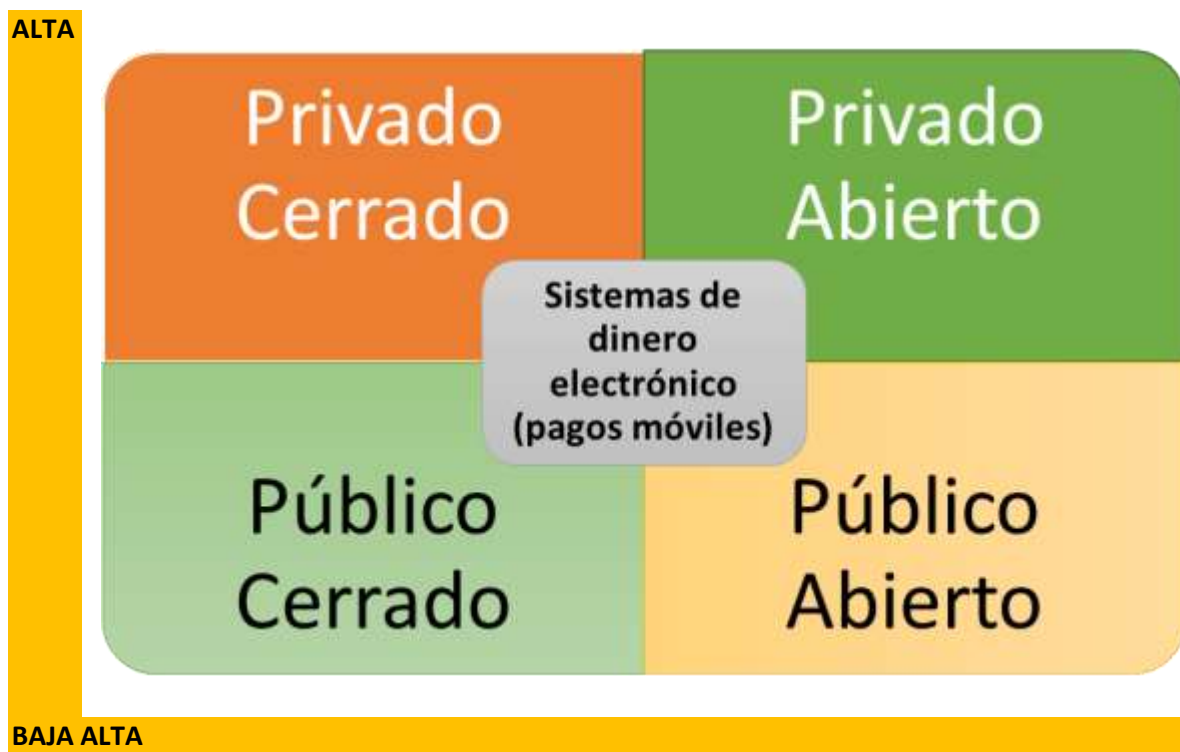 ALTA
Privado
Cerrado
Privado
Abierto
Sistemas de
dinero
electrónico
(pagos móviles)
Público
Cerrado
Público
Abierto
BAJA ALTA